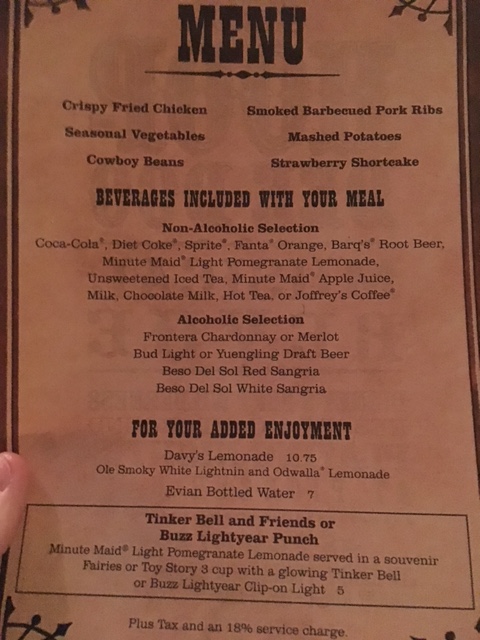 MENU
Crispy Fried Chicken Smoked Barbecued Pork Ribs
Seasonal Vegetables Mashed Potatoes
Cowboy Beans Strawberry Shortcake
BEVERAGES INCLUDED WITH YOUR MEAL
Non-Alcoholic Selection
Coca-Cola®, Diet Coke®, Sprite®, Fanta® Orange, Barq's® Root Beer,
Minute Maid® Light Pomegranate Lemonade,
Unsweetened Iced Tea, Minute Maid® Apple Juice,
Milk, Chocolate Milk, Hot Tea, or Joffrey's Coffee®
Alcoholic Selection
Frontera Chardonnay or Merlot
Bud Light or Yuengling Draft Beer
Beso Del Sol Red Sangria
Beso Del Sol White Sangria
FOR YOUR ADDED ENJOYMENT
Davy's Lemonade 10.75
Ole Smoky White Lightnin and Odwalla® Lemonade
Evian Bottled Water 7
Tinker Bell and Friends or
Buzz Lightyear Punch
Minute Maid® Light Pomegranate Lemonade served in a souvenir
Fairies or Toy Story 3 cup with a glowing Tinker Bell
or Buzz Lightyear Clip-on Light 5
Plus Tax and an 18% service charge.